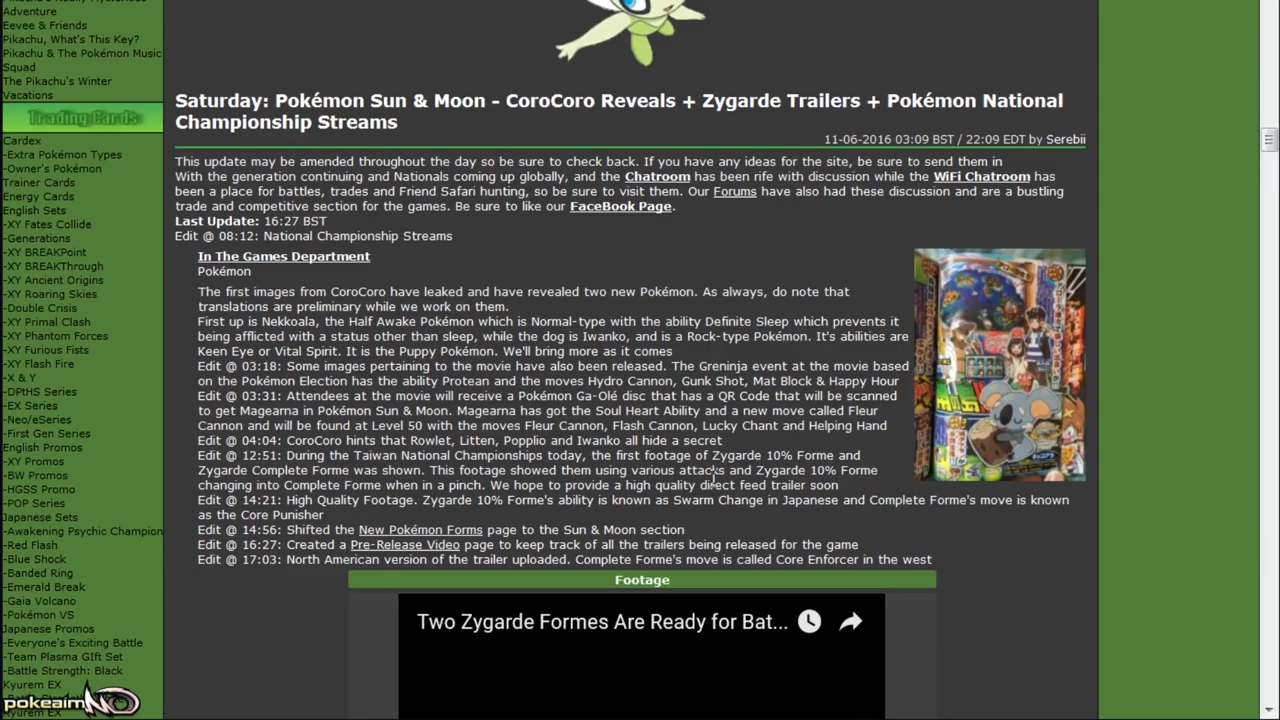 Pikachu's Really Mysterious
Adventure
Eevee & Friends
Pikachu, What's This Key?
Pikachu & The Pokémon Music
Squad
The Pikachu's Winter
Vacations
Trading Cards
Cardex
-Extra Pokémon Types
-Owner's Pokémon
Trainer Cards
Energy Cards
English Sets
-XY Fates Collide
-Generations
-XY BREAKPoint
-XY BREAKThrough
-XY Ancient Origins
-XY Roaring Skies
-Double Crisis
-XY Primal Clash
-XY Phantom Forces
-XY Furious Fists
-XY Flash Fire
-X & Y
-DPtHS Series
-EX Series
-Neo/eSeries
-First Gen Series
English Promos
-XY Promos
-BW Promos
-HGSS Promo
-POP Series
Japanese Sets
-Awakening Psychic Champion
-Red Flash
-Blue Shock
-Banded Ring
-Emerald Break
-Gaia Volcano
-Pokémon VS
Japanese Promos
-Everyone's Exciting Battle
-Team Plasma GIft Set
-Battle Strength: Black
Kyurem EX
pokeaimMD
Kyurem EX
Saturday: Pokémon Sun & Moon - CoroCoro Reveals + Zygarde Trailers + Pokémon National
Championship Streams
11-06-2016 03:09 BST / 22:09 EDT by Serebii
This update may be amended throughout the day so be sure to check back. If you have any ideas for the site, be sure to send them in
With the generation continuing and Nationals coming up globally, and the Chatroom has been rife with discussion while the WiFi Chatroom has
been a place for battles, trades and Friend Safari hunting, so be sure to visit them. Our Forums have also had these discussion and are a bustling
trade and competitive section for the games. Be sure to like our FaceBook Page.
Last Update: 16:27 BST
Edit @ 08:12: National Championship Streams
In The Games Department
Pokémon
The first images from CoroCoro have leaked and have revealed two new Pokémon. As always, do note that
translations are preliminary while we work on them.
First up is Nekkoala, the Half Awake Pokémon which is Normal-type with the ability Definite Sleep which prevents it
being afflicted with a status other than sleep, while the dog is Iwanko, and is a Rock-type Pokémon. It's abilities are
Keen Eye or Vital Spirit. It is the Puppy Pokémon. We'll bring more as it comes
Edit @ 03:18: Some images pertaining to the movie have also been released. The Greninja event at the movie based
on the Pokémon Election has the ability Protean and the moves Hydro Cannon, Gunk Shot, Mat Block & Happy Hour
Edit @ 03:31: Attendees at the movie will receive a Pokémon Ga-Olé disc that has a QR Code that will be scanned
to get Magearna in Pokémon Sun & Moon. Magearna has got the Soul Heart Ability and a new move called Fleur
Cannon and will be found at Level 50 with the moves Fleur Cannon, Flash Cannon, Lucky Chant and Helping Hand
Edit @ 04:04: CoroCoro hints that Rowlet, Litten, Popplio and Iwanko all hide a secret
Edit @ 12:51: During the Taiwan National Championships today, the first footage of Zygarde 10% Forme and
Zygarde Complete Forme was shown. This footage showed them using various attacks and Zygarde 10% Forme
changing into Complete Forme when in a pinch. We hope to provide a high quality direct feed trailer soon
Edit @ 14:21: High Quality Footage. Zygarde 10% Forme's ability is known as Swarm Change in Japanese and Complete Forme's move is known
as the Core Punisher
Edit @ 14:56: Shifted the New Pokémon Forms page to the Sun & Moon section
Edit @ 16:27: Created a Pre-Release Video page to keep track of all the trailers being released for the game
Edit @ 17:03: North American version of the trailer uploaded. Complete Forme's move is called Core Enforcer in the west
Footage
Two Zygarde Formes Are Ready for Bat...